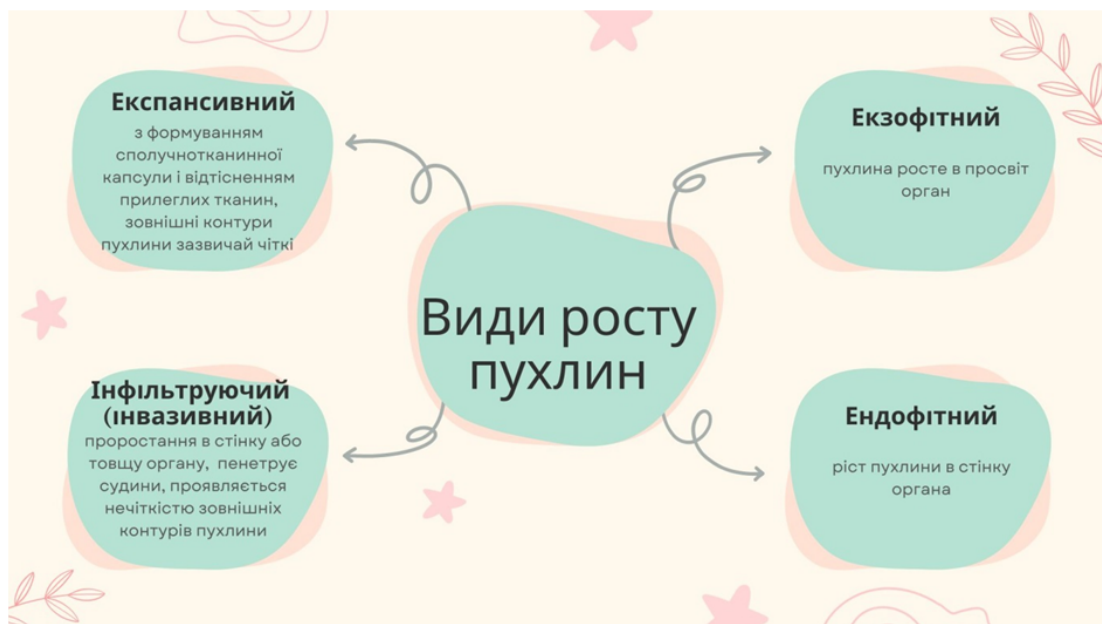 Експансивний
з формуванням
сполучнотканинної
капсули і відтісненням
прилеглих тканин,
зовнішні контури
пухлини зазвичай чіткі
Екзофітний
пухлина росте в просвіт
орган
Види росту
пухлин
Інфільтруючий
(інвазивний)
проростання в стінку або
товщу органу, пенетрує
судини, проявляється
нечіткістю зовнішніх
контурів пухлини
Ендофітний
ріст пухлини в стінку
органа